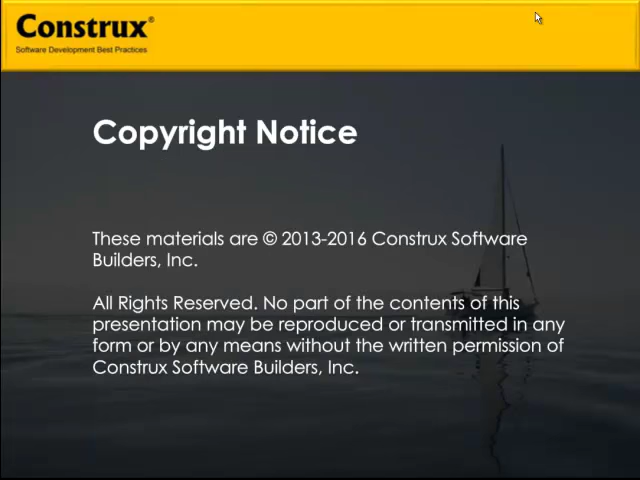 Construx®
Software Development Best Practices
Copyright Notice
These materials are © 2013-2016 Construx Software
Builders, Inc.
All Rights Reserved. No part of the contents of this
presentation may be reproduced or transmitted in any
form or by any means without the written permission of
Construx Software Builders, Inc.